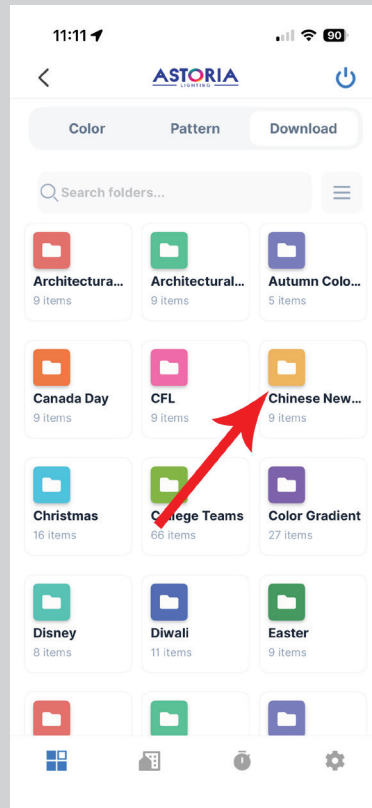 11:11
90
ASTORIA
LIGHTING
Color Pattern Download
Search folders...
Architectura... Architectural... Autumn Colo...
9 items 9 items 5 items
Canada Day CFL Chinese New...
9 items 9 items 9 items
Christmas College Teams Color Gradient
16 items 66 items 27 items
Disney Diwali Easter
8 items 11 items 9 items